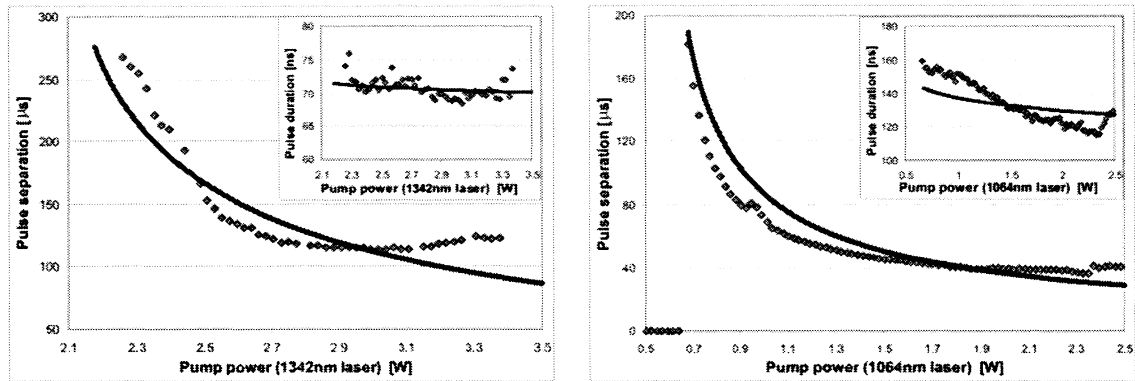 300
250
200
150
100
50
Pulse separation [µs]
2.1 2.3 2.5 2.7 2.9 3.1 3.3 3.5
Pump power (1342nm laser) [W]
80
75
70
65
60
Pulse duration [ns]
2.1 2.3 2.5 2.7 2.9 3.1 3.3 3.5
Pump power (1342nm laser) [W]
200
160
120
80
40
0
Pulse separation [µs]
0.5 0.7 0.9 1.1 1.3 1.5 1.7 1.9 2.1 2.3 2.5
Pump power (1064nm laser) [W]
180
160
140
120
100
Pulse duration [ns]
0.5 1 1.5 2 2.5
Pump power (1064nm laser) [W]